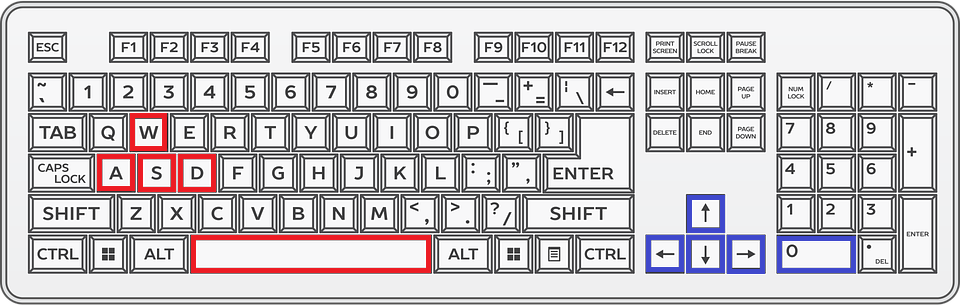 ESC F1 F2 F3 F4 F5 F6 F7 F8 F9 F10 F11 F12 PRINT SCREEN SCROLL LOCK PAUSE BREAK
~ ` 1 2 3 4 5 6 7 8 9 0 — - + = ¦ \ ← INSERT HOME PAGE UP NUM LOCK / * -
TAB Q W E R T Y U I O P { [ } ] DELETE END PAGE DOWN 7 8 9 +
CAPS LOCK A S D F G H J K L : ; ” , ENTER 4 5 6
SHIFT Z X C V B N M < , > . ? / SHIFT ↑ 1 2 3 ENTER
CTRL ALT ALT CTRL ← ↓ → 0 • DEL